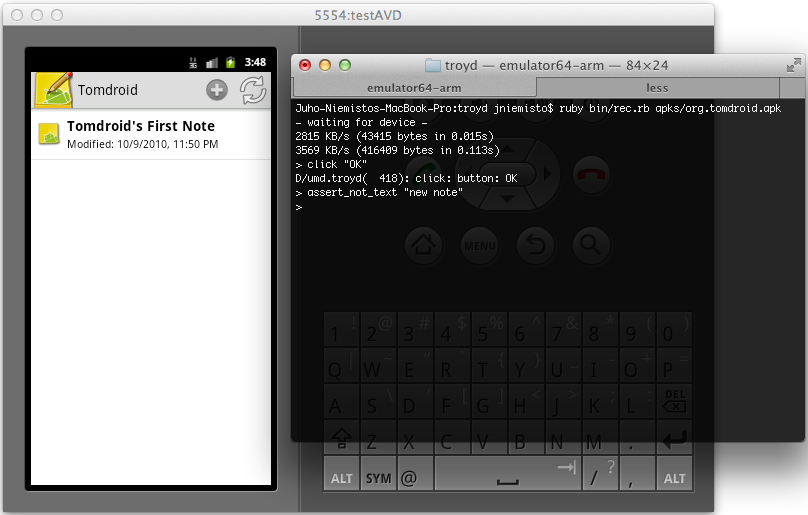 5554:testAVD
3G
3:48
Tomdroid
Tomdroid's First Note
Modified: 10/9/2010, 11:50 PM
troyd — emulator64-arm — 84×24
emulator64-arm
less
Juho-Niemistos-MacBook-Pro:troyd jniemisto$ ruby bin/rec.rb apks/org.tomdroid.apk
- waiting for device -
2815 KB/s (43415 bytes in 0.015s)
3569 KB/s (416409 bytes in 0.113s)
> click "OK"
D/umd.troyd(  418): click: button: OK
> assert_not_text "new note"
>
MENU
1 ! 2 @ 3 # 4 $ 5 % 6 ^ 7 & 8 * 9 ( 0 )
Q | W ~ E " R ` T { Y } U _ I - O + P =
A S \ D ' F [ G ] H < J > K ; L : DEL
Z X C V B N M .
ALT SYM @ / ? , ALT